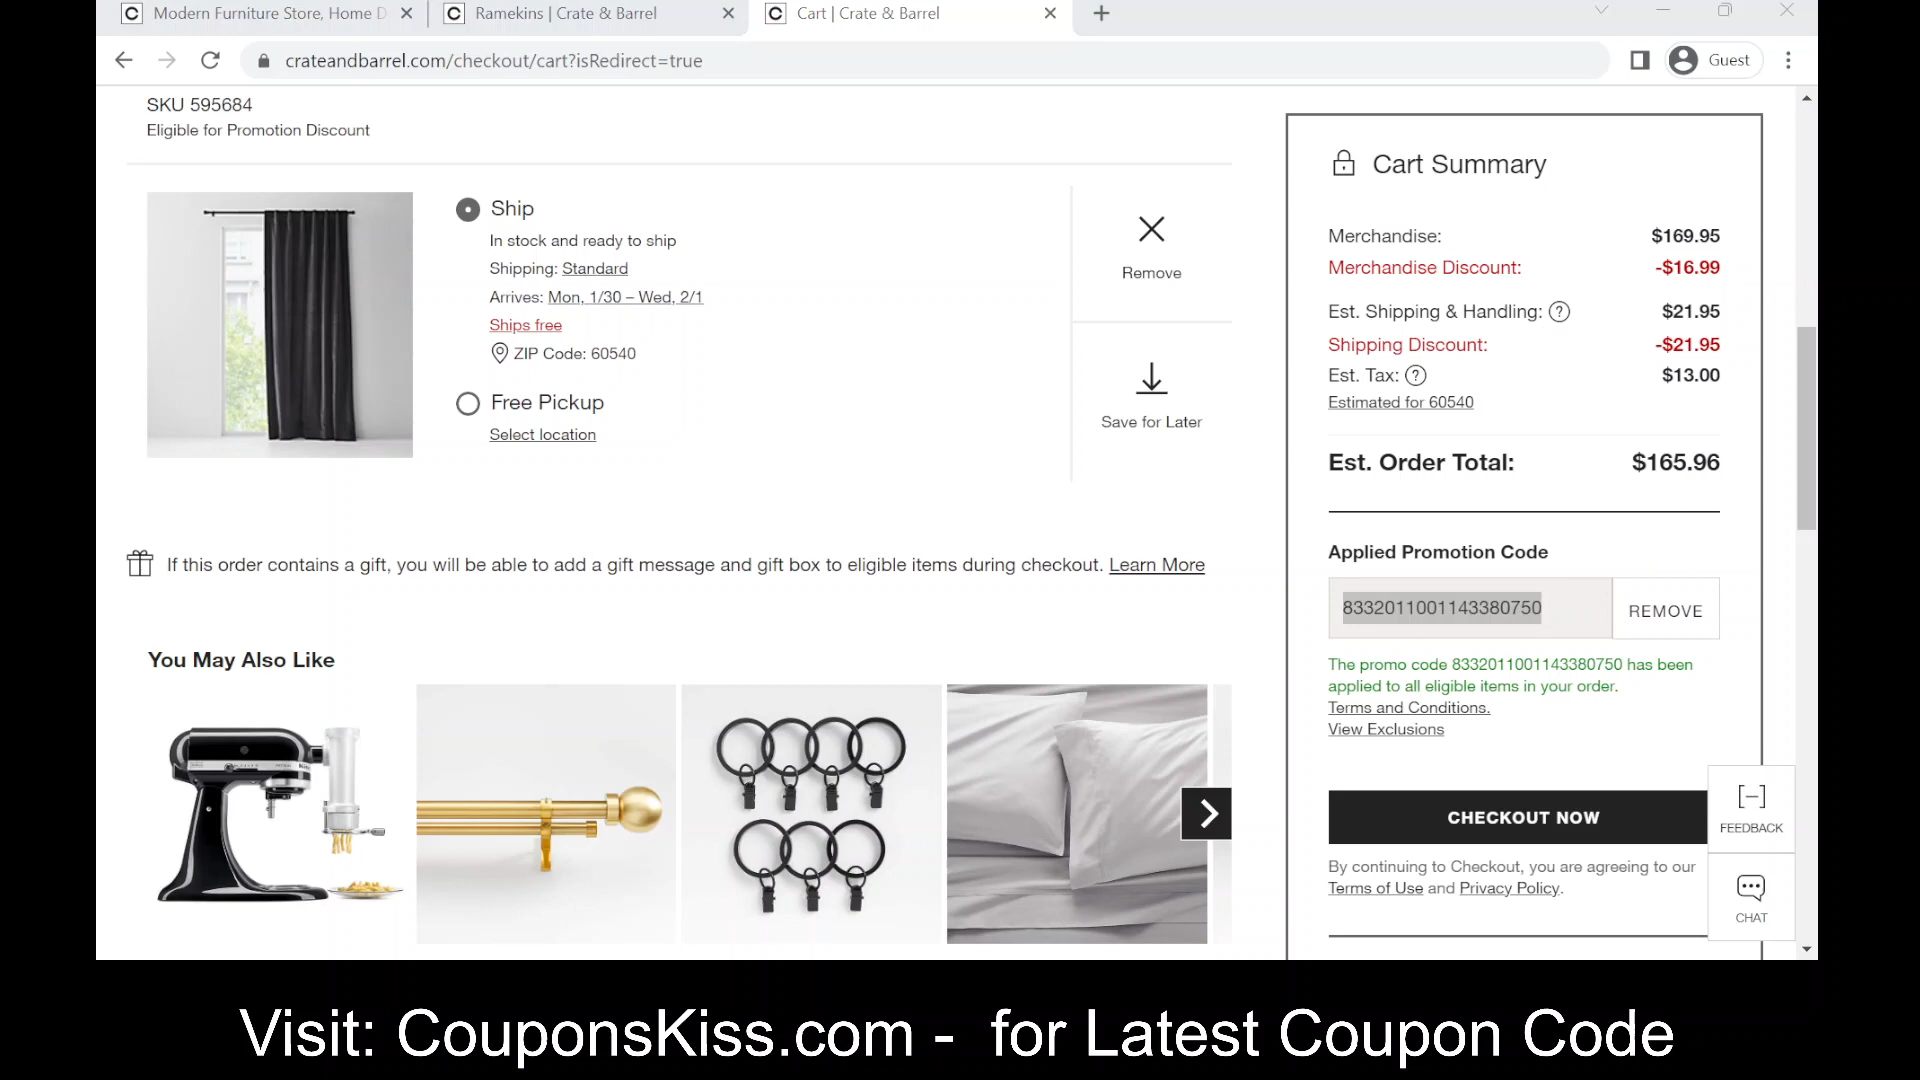 Modern Furniture Store, Home D
Ramekins | Crate & Barrel
Cart | Crate & Barrel
crateandbarrel.com/checkout/cart?isRedirect=true
Guest
SKU 595684
Eligible for Promotion Discount
Ship
In stock and ready to ship
Shipping: Standard
Arrives: Mon, 1/30 – Wed, 2/1
Ships free
ZIP Code: 60540
Free Pickup
Select location
Remove
Save for Later
If this order contains a gift, you will be able to add a gift message and gift box to eligible items during checkout. Learn More
You May Also Like
Cart Summary
Merchandise: $169.95
Merchandise Discount: -$16.99
Est. Shipping & Handling: ? $21.95
Shipping Discount: -$21.95
Est. Tax: ? $13.00
Estimated for 60540
Est. Order Total: $165.96
Applied Promotion Code
8332011001143380750 REMOVE
The promo code 8332011001143380750 has been
applied to all eligible items in your order.
Terms and Conditions.
View Exclusions
CHECKOUT NOW
By continuing to Checkout, you are agreeing to our
Terms of Use and Privacy Policy.
FEEDBACK
CHAT
Visit: CouponsKiss.com - for Latest Coupon Code